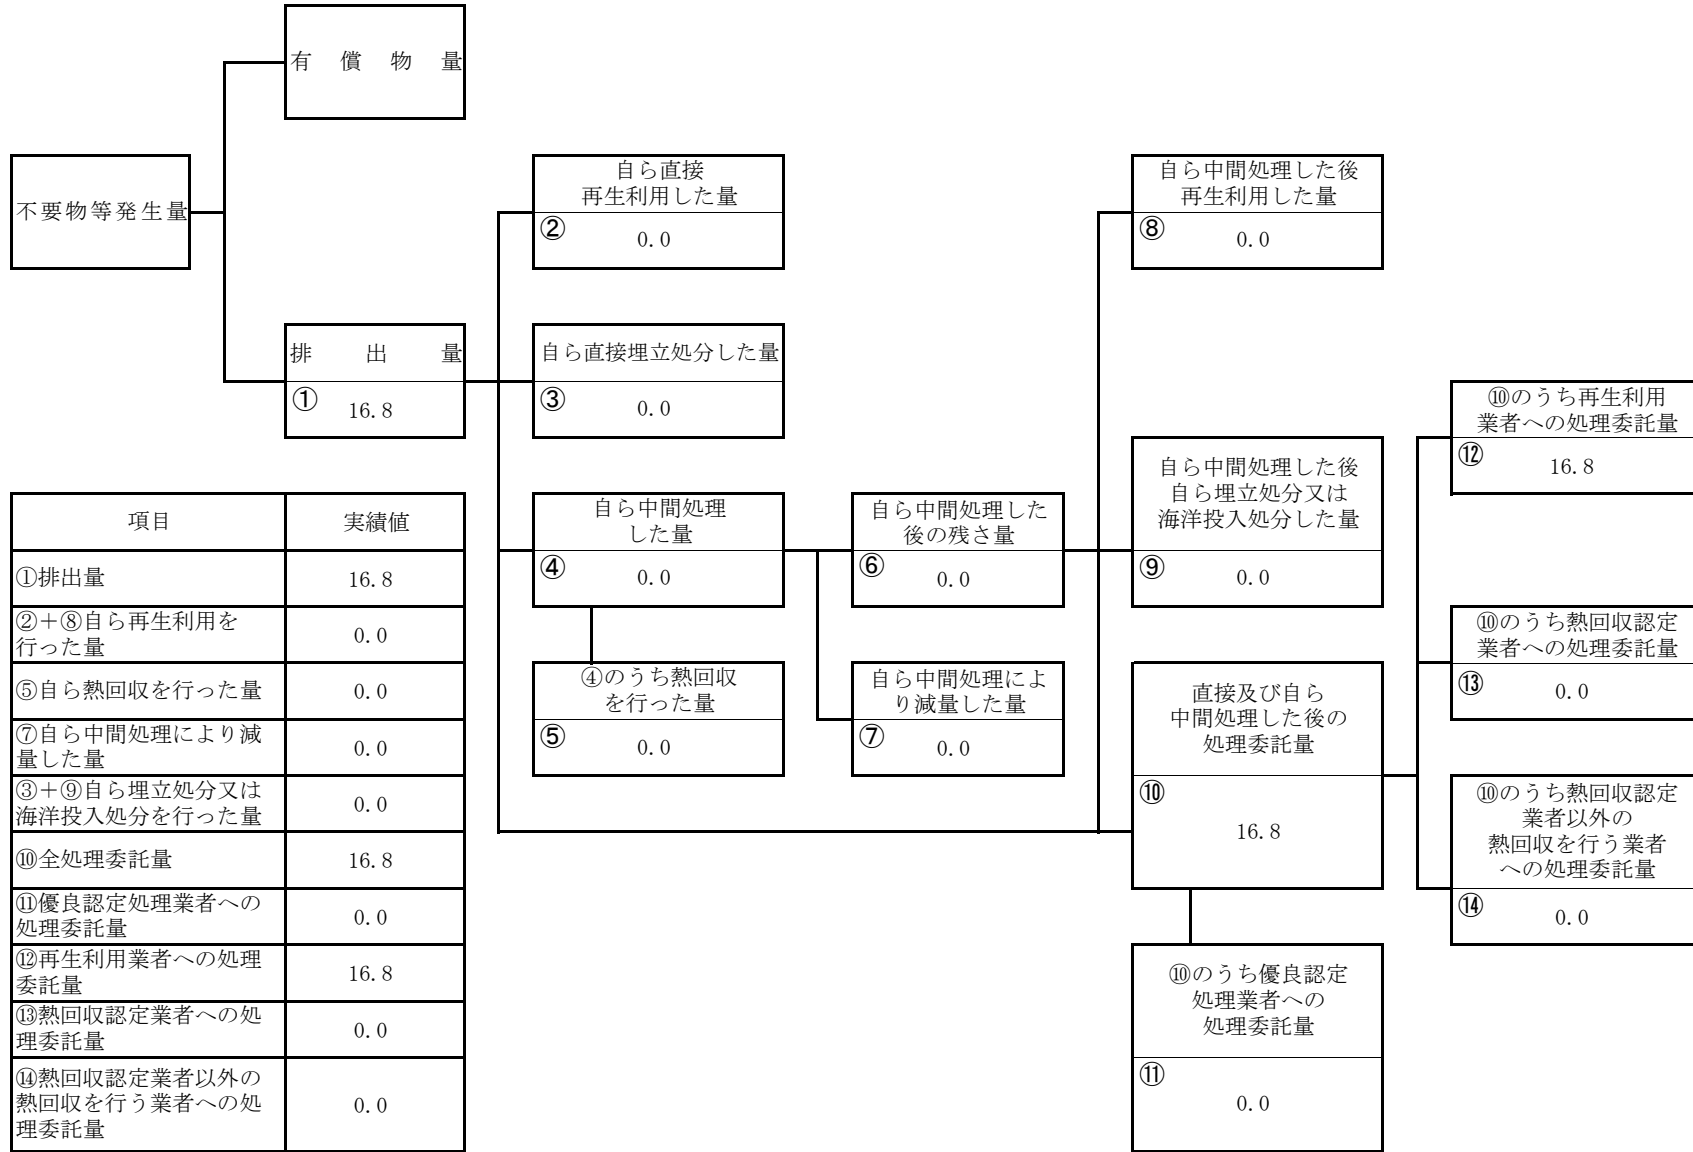 有償物量
不要物等発生量
排出量
① 16.8
自ら直接
再生利用した量
② 0.0
自ら直接埋立処分した量
③ 0.0
自ら中間処理
した量
④ 0.0
④のうち熱回収
を行った量
⑤ 0.0
自ら中間処理した
後の残さ量
⑥ 0.0
自ら中間処理によ
り減量した量
⑦ 0.0
自ら中間処理した後
再生利用した量
⑧ 0.0
自ら中間処理した後
自ら埋立処分又は
海洋投入処分した量
⑨ 0.0
直接及び自ら
中間処理した後の
処理委託量
⑩
16.8
⑩のうち優良認定
処理業者への
処理委託量
⑪
0.0
⑩のうち再生利用
業者への処理委託量
⑫ 16.8
⑩のうち熱回収認定
業者への処理委託量
⑬ 0.0
⑩のうち熱回収認定
業者以外の
熱回収を行う業者
への処理委託量
⑭ 0.0
項目 実績値
①排出量 16.8
②＋⑧自ら再生利用を
行った量 0.0
⑤自ら熱回収を行った量 0.0
⑦自ら中間処理により減
量した量 0.0
③＋⑨自ら埋立処分又は
海洋投入処分を行った量 0.0
⑩全処理委託量 16.8
⑪優良認定処理業者への
処理委託量 0.0
⑫再生利用業者への処理
委託量 16.8
⑬熱回収認定業者への処
理委託量 0.0
⑭熱回収認定業者以外の
熱回収を行う業者への処
理委託量 0.0